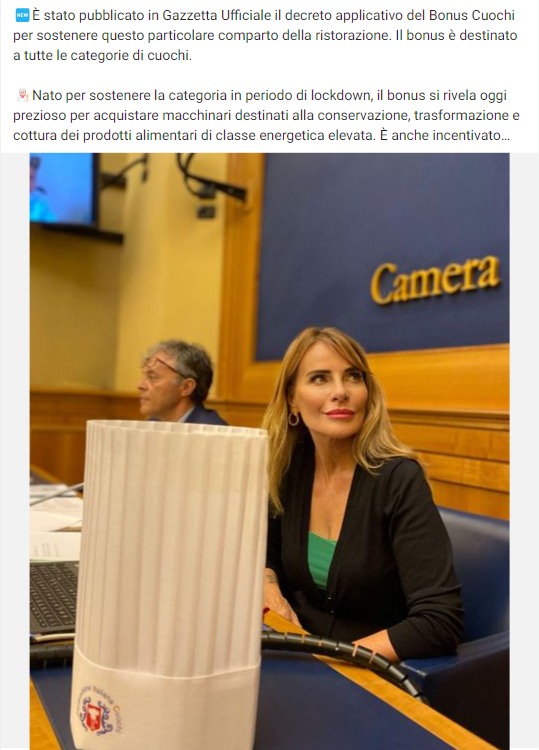 NEW È stato pubblicato in Gazzetta Ufficiale il decreto applicativo del Bonus Cuochi
per sostenere questo particolare comparto della ristorazione. Il bonus è destinato
a tutte le categorie di cuochi.
Nato per sostenere la categoria in periodo di lockdown, il bonus si rivela oggi
prezioso per acquistare macchinari destinati alla conservazione, trasformazione e
cottura dei prodotti alimentari di classe energetica elevata. È anche incentivato…
Camera
Italiana Cuochi